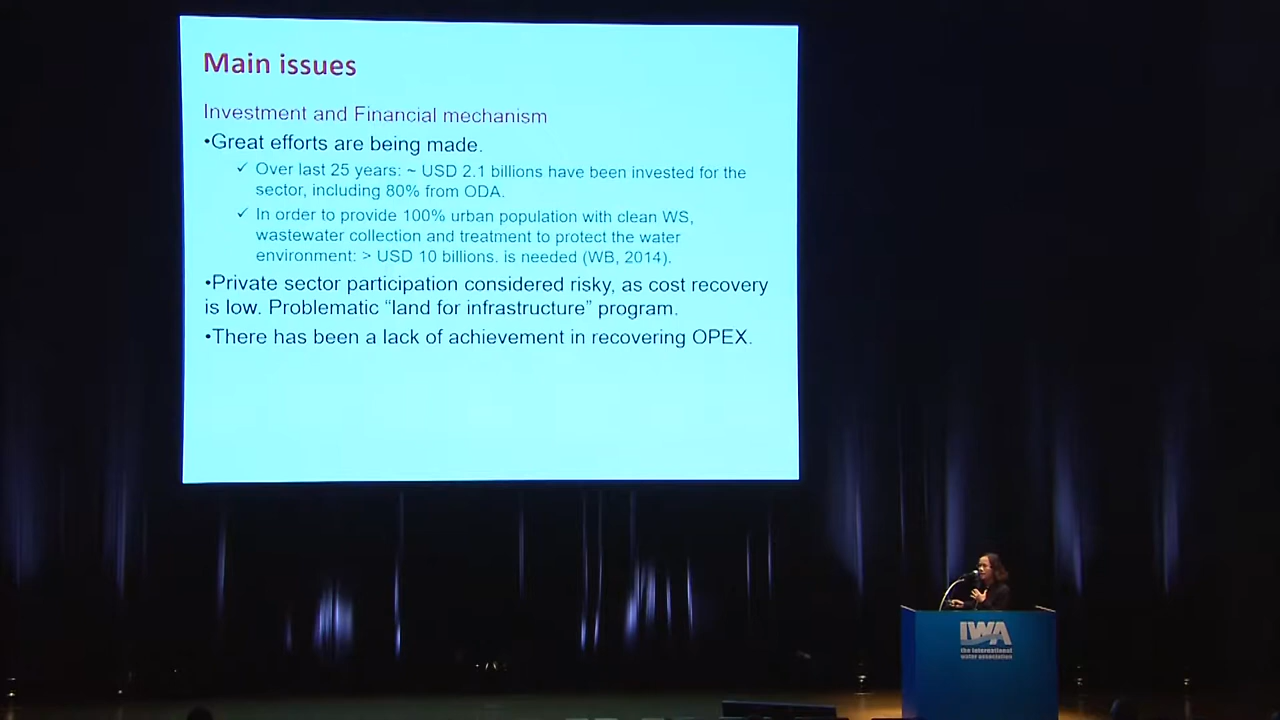 Main issues
Investment and Financial mechanism
•Great efforts are being made.
✓ Over last 25 years: ~ USD 2.1 billions have been invested for the
sector, including 80% from ODA.
✓ In order to provide 100% urban population with clean WS,
wastewater collection and treatment to protect the water
environment: > USD 10 billions. is needed (WB, 2014).
•Private sector participation considered risky, as cost recovery
is low. Problematic “land for infrastructure” program.
•There has been a lack of achievement in recovering OPEX.
IWA
the international
water association